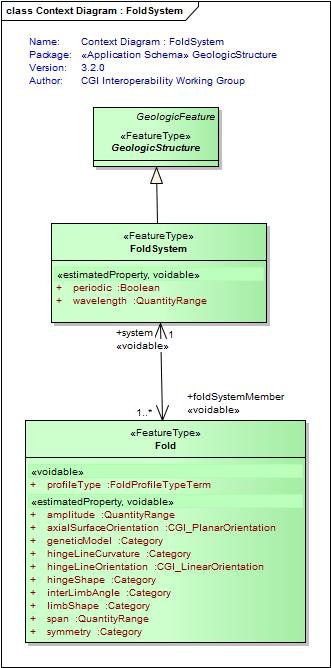 class Context Diagram : FoldSystem
Name: Context Diagram : FoldSystem
Package: «Application Schema» GeologicStructure
Version: 3.2.0
Author: CGI Interoperability Working Group
GeologicFeature
«FeatureType»
GeologicStructure
«FeatureType»
FoldSystem
«estimatedProperty, voidable»
+ periodic :Boolean
+ wavelength :QuantityRange
+system 1
«voidable»
+foldSystemMember
1..* «voidable»
«FeatureType»
Fold
«voidable»
+ profileType :FoldProfileTypeTerm
«estimatedProperty, voidable»
+ amplitude :QuantityRange
+ axialSurfaceOrientation :CGI_PlanarOrientation
+ geneticModel :Category
+ hingeLineCurvature :Category
+ hingeLineOrientation :CGI_LinearOrientation
+ hingeShape :Category
+ interLimbAngle :Category
+ limbShape :Category
+ span :QuantityRange
+ symmetry :Category